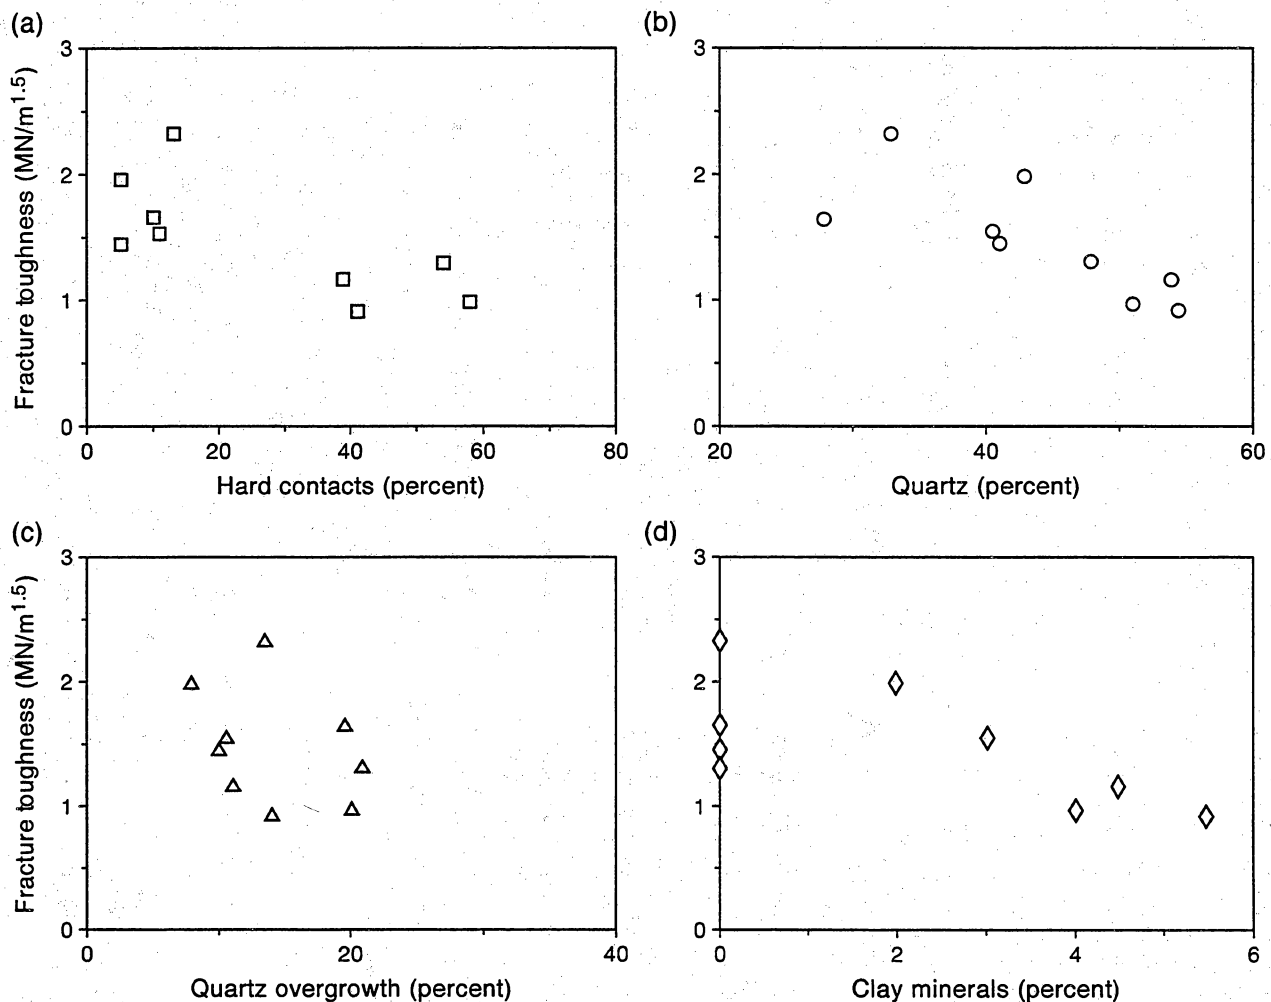 (a)
Fracture toughness (MN/m^1.5)
3
2
1
0
0 20 40 60 80
Hard contacts (percent)
(b)
3
2
1
0
20 40 60
Quartz (percent)
(c)
Fracture toughness (MN/m^1.5)
3
2
1
0
0 20 40
Quartz overgrowth (percent)
(d)
3
2
1
0
0 2 4 6
Clay minerals (percent)